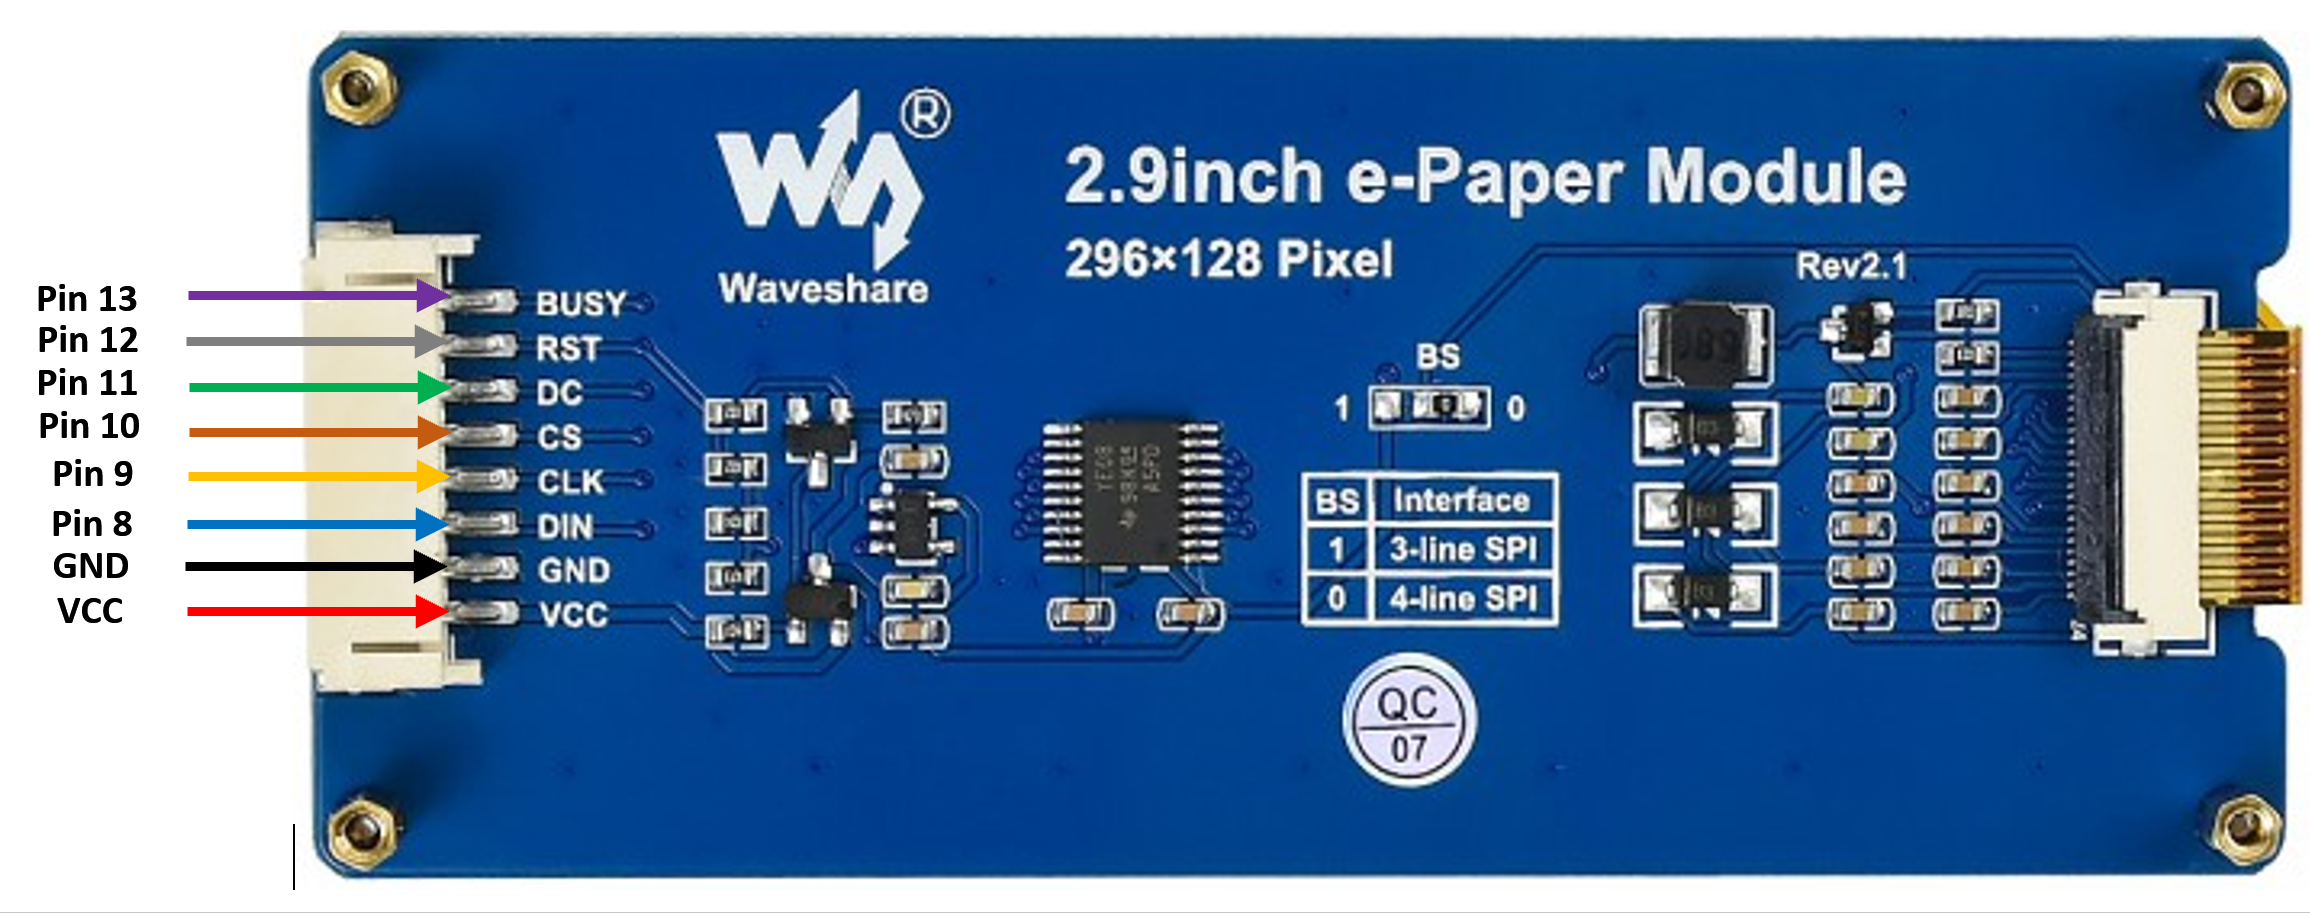 ®
Waveshare
2.9inch e-Paper Module
296×128 Pixel
Rev2.1
Pin 13 BUSY
Pin 12 RST
Pin 11 DC
Pin 10 CS
Pin 9 CLK
Pin 8 DIN
GND GND
VCC VCC
BS
1 0
BS Interface
1 3-line SPI
0 4-line SPI
QC
07